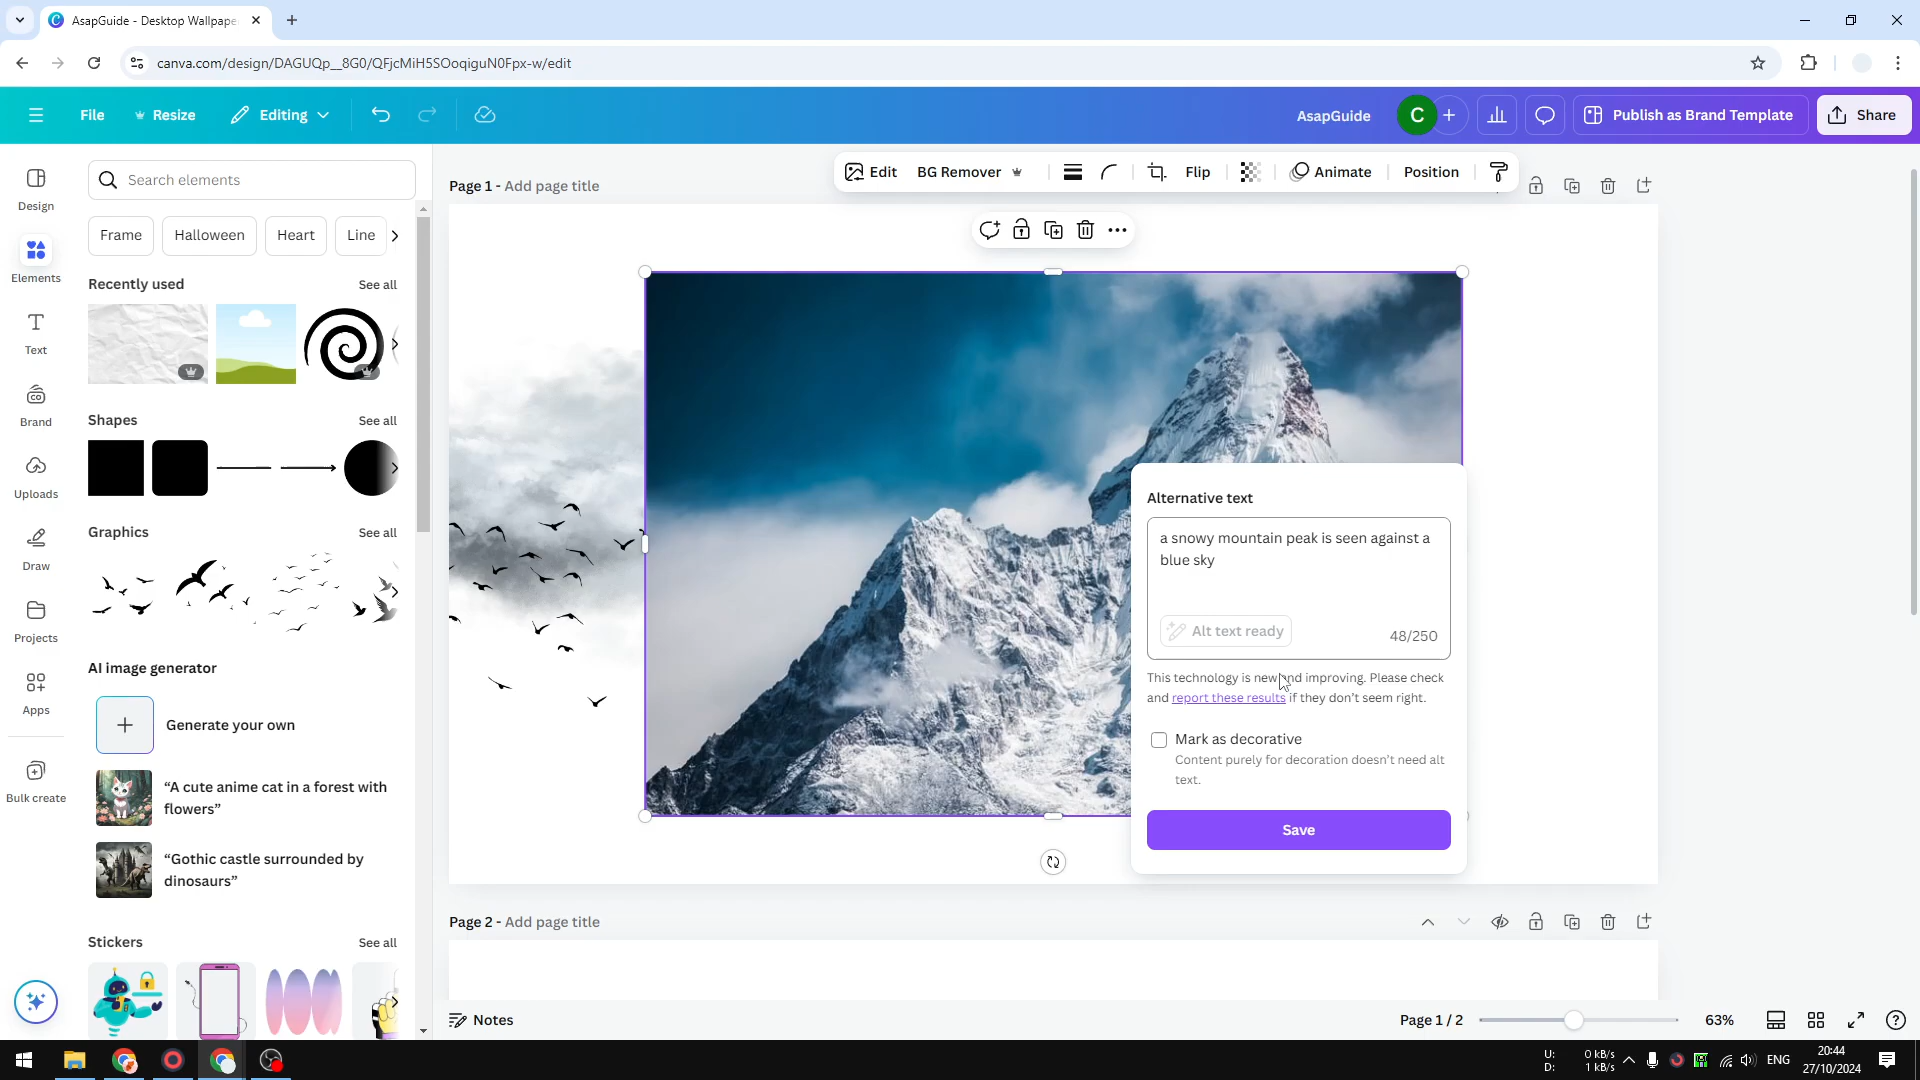 AsapGuide - Desktop Wallpape
canva.com/design/DAGUQp__8G0/QFjcMiH5SOoqiguN0Fpx-w/edit
File
Resize
Editing
AsapGuide
C
Publish as Brand Template
Share
Design
Elements
Text
Brand
Uploads
Draw
Projects
Apps
Bulk create
Search elements
Frame
Halloween
Heart
Line
Recently used
See all
Shapes
See all
Graphics
See all
AI image generator
Generate your own
“A cute anime cat in a forest with
flowers”
“Gothic castle surrounded by
dinosaurs”
Stickers
See all
Page 1 - Add page title
Edit
BG Remover
Flip
Animate
Position
Alternative text
a snowy mountain peak is seen against a
blue sky
Alt text ready
48/250
This technology is new and improving. Please check
and report these results if they don’t seem right.
Mark as decorative
Content purely for decoration doesn’t need alt
text.
Save
Page 2 - Add page title
Notes
Page 1 / 2
63%
U:
D:
0 kB/s
1 kB/s
ENG
20:44
27/10/2024